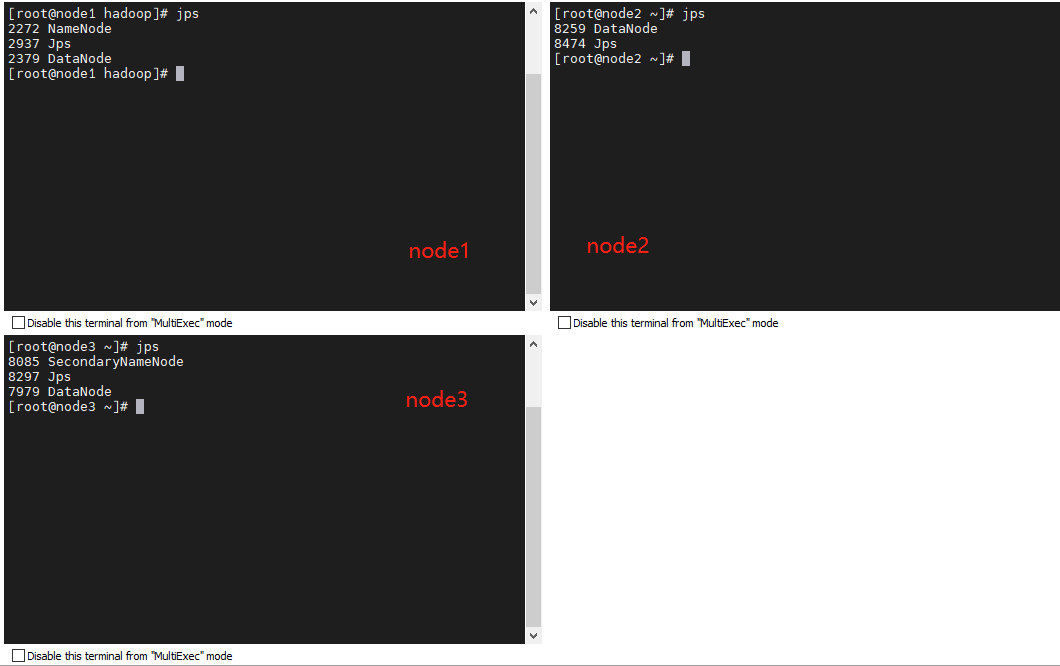 [root@node1 hadoop]# jps
2272 NameNode
2937 Jps
2379 DataNode
[root@node1 hadoop]#
node1
Disable this terminal from "MultiExec" mode
[root@node2 ~]# jps
8259 DataNode
8474 Jps
[root@node2 ~]#
node2
Disable this terminal from "MultiExec" mode
[root@node3 ~]# jps
8085 SecondaryNameNode
8297 Jps
7979 DataNode
[root@node3 ~]#
node3
Disable this terminal from "MultiExec" mode